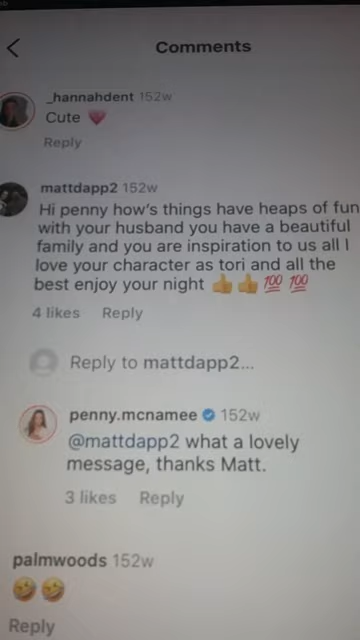 Comments
_hannahdent 152w
Cute 💗
Reply
mattdapp2 152w
Hi penny how's things have heaps of fun
with your husband you have a beautiful
family and you are inspiration to us all I
love your character as tori and all the
best enjoy your night 👍👍💯💯
4 likes Reply
Reply to mattdapp2...
penny.mcnamee 152w
@mattdapp2 what a lovely
message, thanks Matt.
3 likes Reply
palmwoods 152w
🤣🤣
Reply